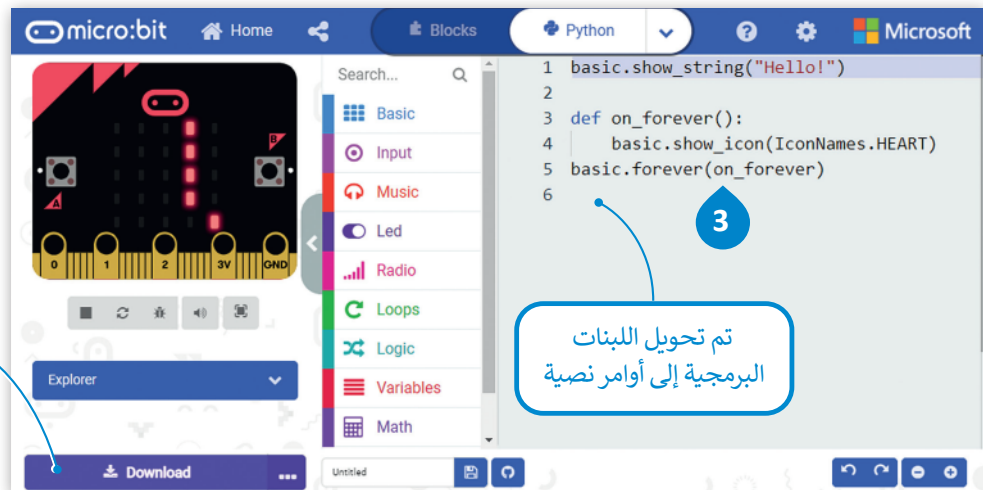 micro:bit Home Blocks Python Microsoft
B
A
0 1 2 3V GND
Explorer
Download ...
Search...
Basic
Input
Music
Led
Radio
Loops
Logic
Variables
Math
Untitled
1 basic.show_string("Hello!")
2
3 def on_forever():
4 basic.show_icon(IconNames.HEART)
5 basic.forever(on_forever)
6
3
تم تحويل اللبنات
البرمجية إلى أوامر نصية